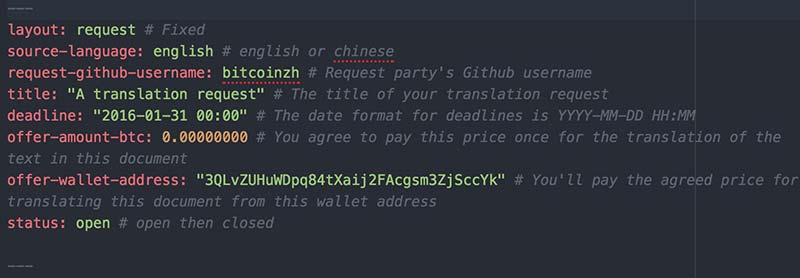 ---
layout: request # Fixed
source-language: english # english or chinese
request-github-username: bitcoinzh # Request party's Github username
title: "A translation request" # The title of your translation request
deadline: "2016-01-31 00:00" # The date format for deadlines is YYYY-MM-DD HH:MM
offer-amount-btc: 0.00000000 # You agree to pay this price once for the translation of the
text in this document
offer-wallet-address: "3QLvZUHuWDpq84tXaij2FAcgsm3ZjSccYk" # You'll pay the agreed price for
translating this document from this wallet address
status: open # open then closed
---